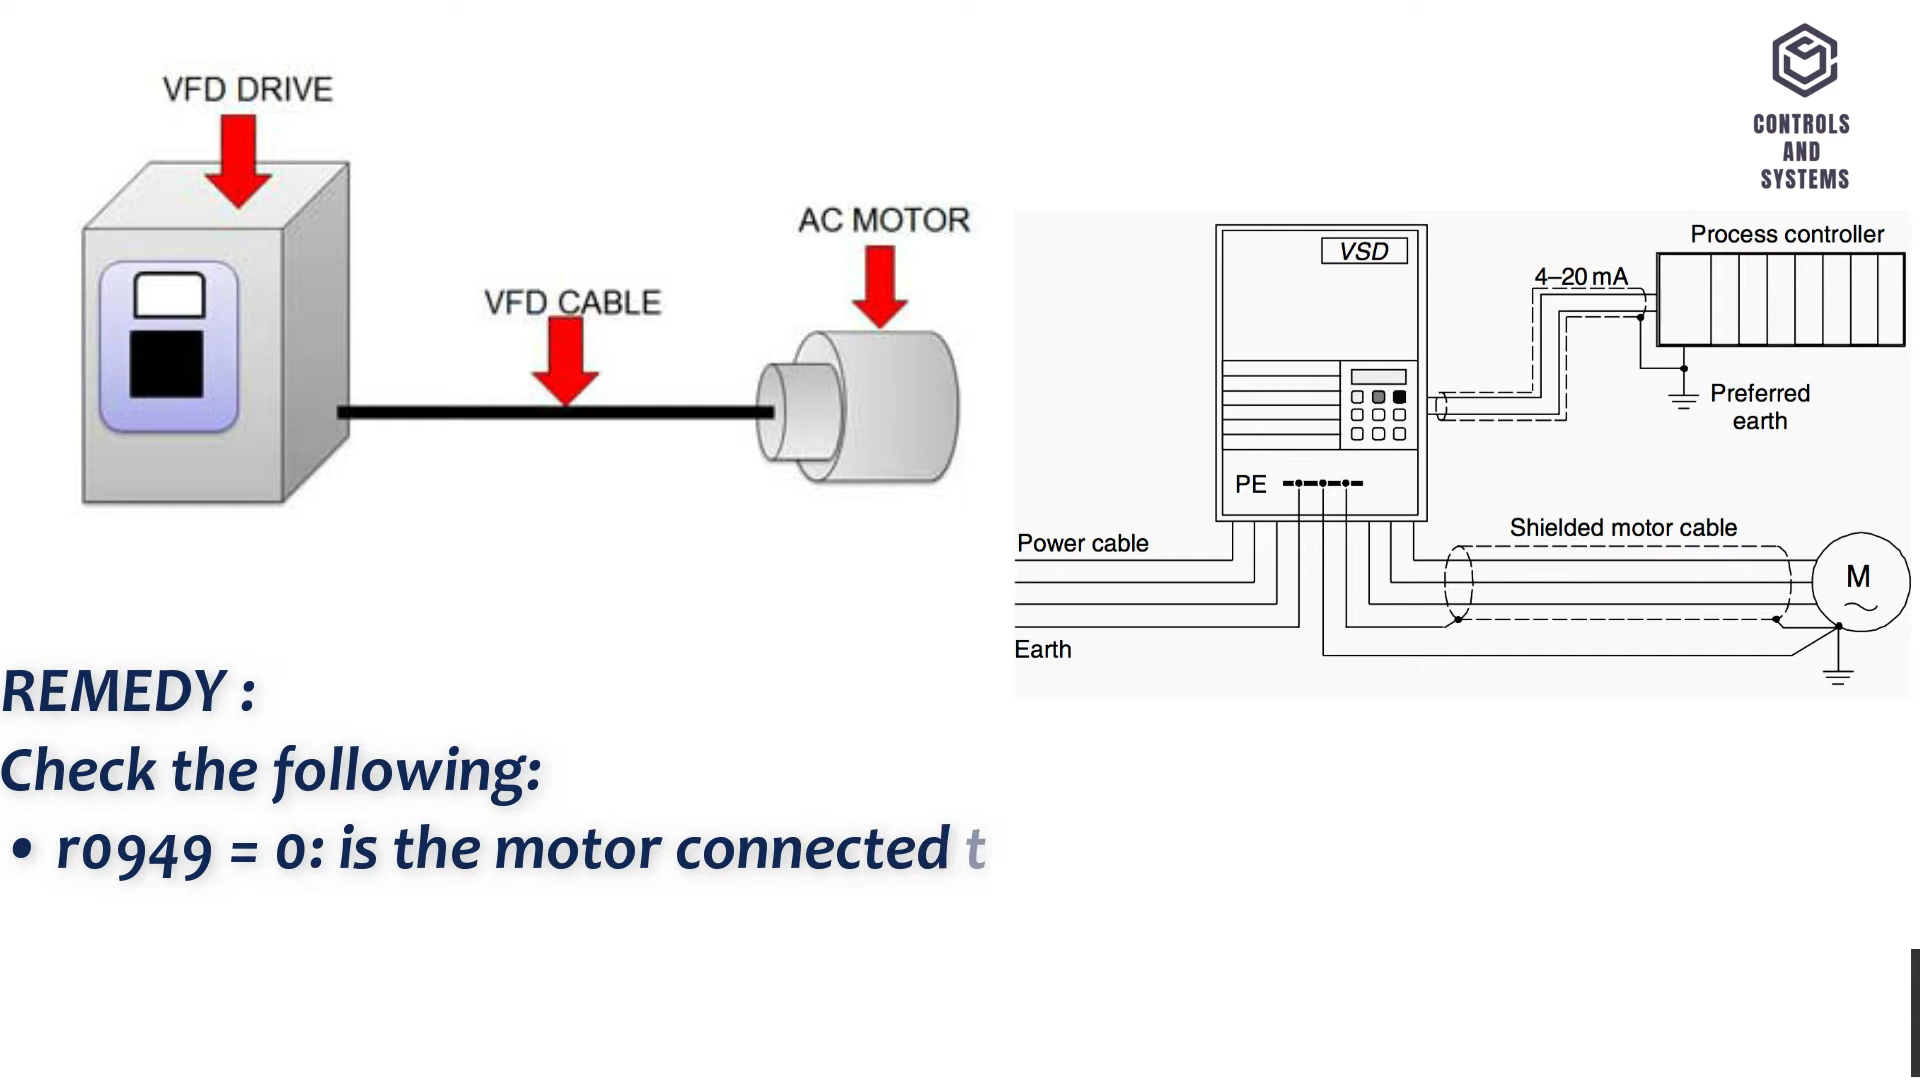 VFD DRIVE
AC MOTOR
VFD CABLE
CONTROLS
AND
SYSTEMS
VSD
Process controller
4–20 mA
Preferred
earth
PE
Power cable
Shielded motor cable
M
Earth
REMEDY :
Check the following:
• r0949 = 0: is the motor connected t